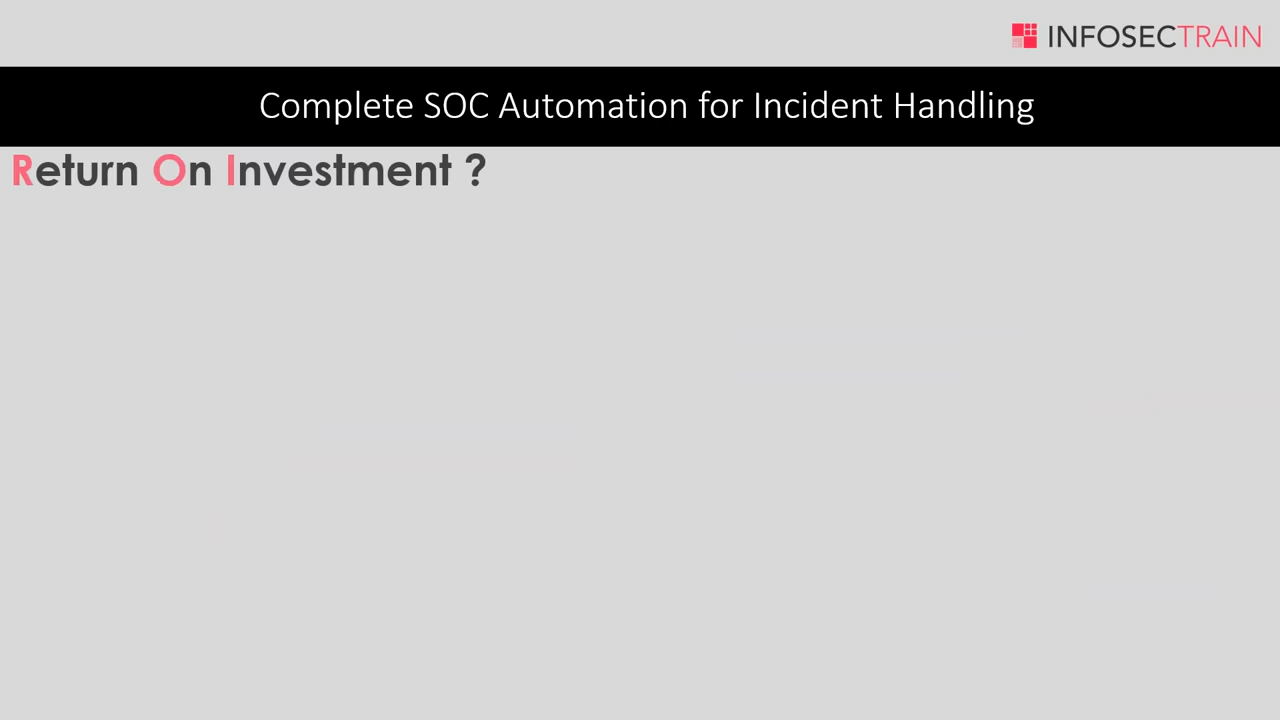 INFOSECTRAIN
Complete SOC Automation for Incident Handling
Return On Investment ?